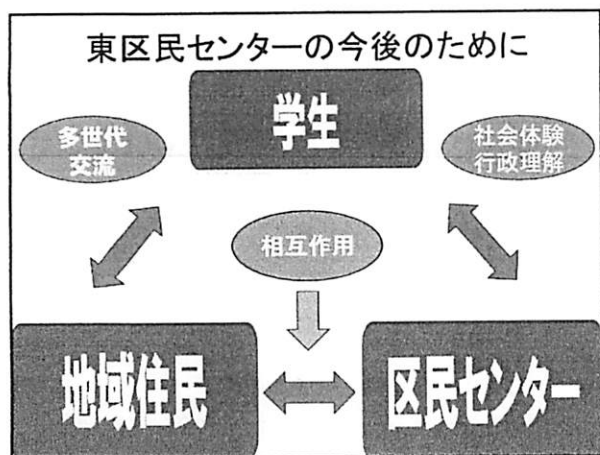 東区民センターの今後のために
学生
多世代
交流
社会体験
行政理解
相互作用
地域住民
区民センター